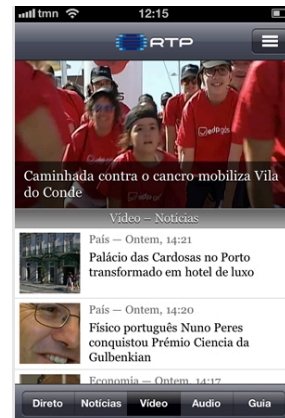 tmn 12:15
RTP
edp gás
Caminhada contra o cancro mobiliza Vila
do Conde
Vídeo – Notícias
País — Ontem, 14:21
Palácio das Cardosas no Porto
transformado em hotel de luxo
País — Ontem, 14:20
Físico português Nuno Peres
conquistou Prémio Ciencia da
Gulbenkian
Economia — Ontem, 14:17
Direto Notícias Vídeo Audio Guia